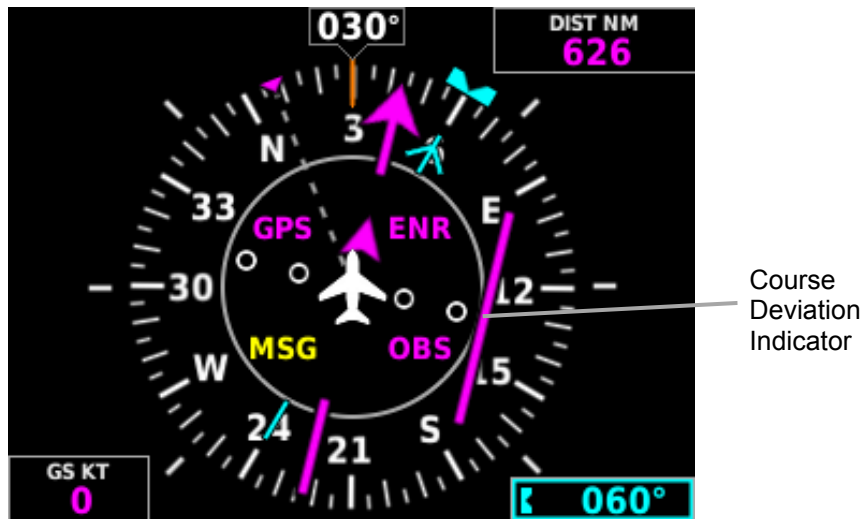 030°
DIST NM
626
3
N
33
E
GPS
ENR
30
12
MSG
OBS
W
15
24
S
21
GS KT
0
060°
Course
Deviation
Indicator